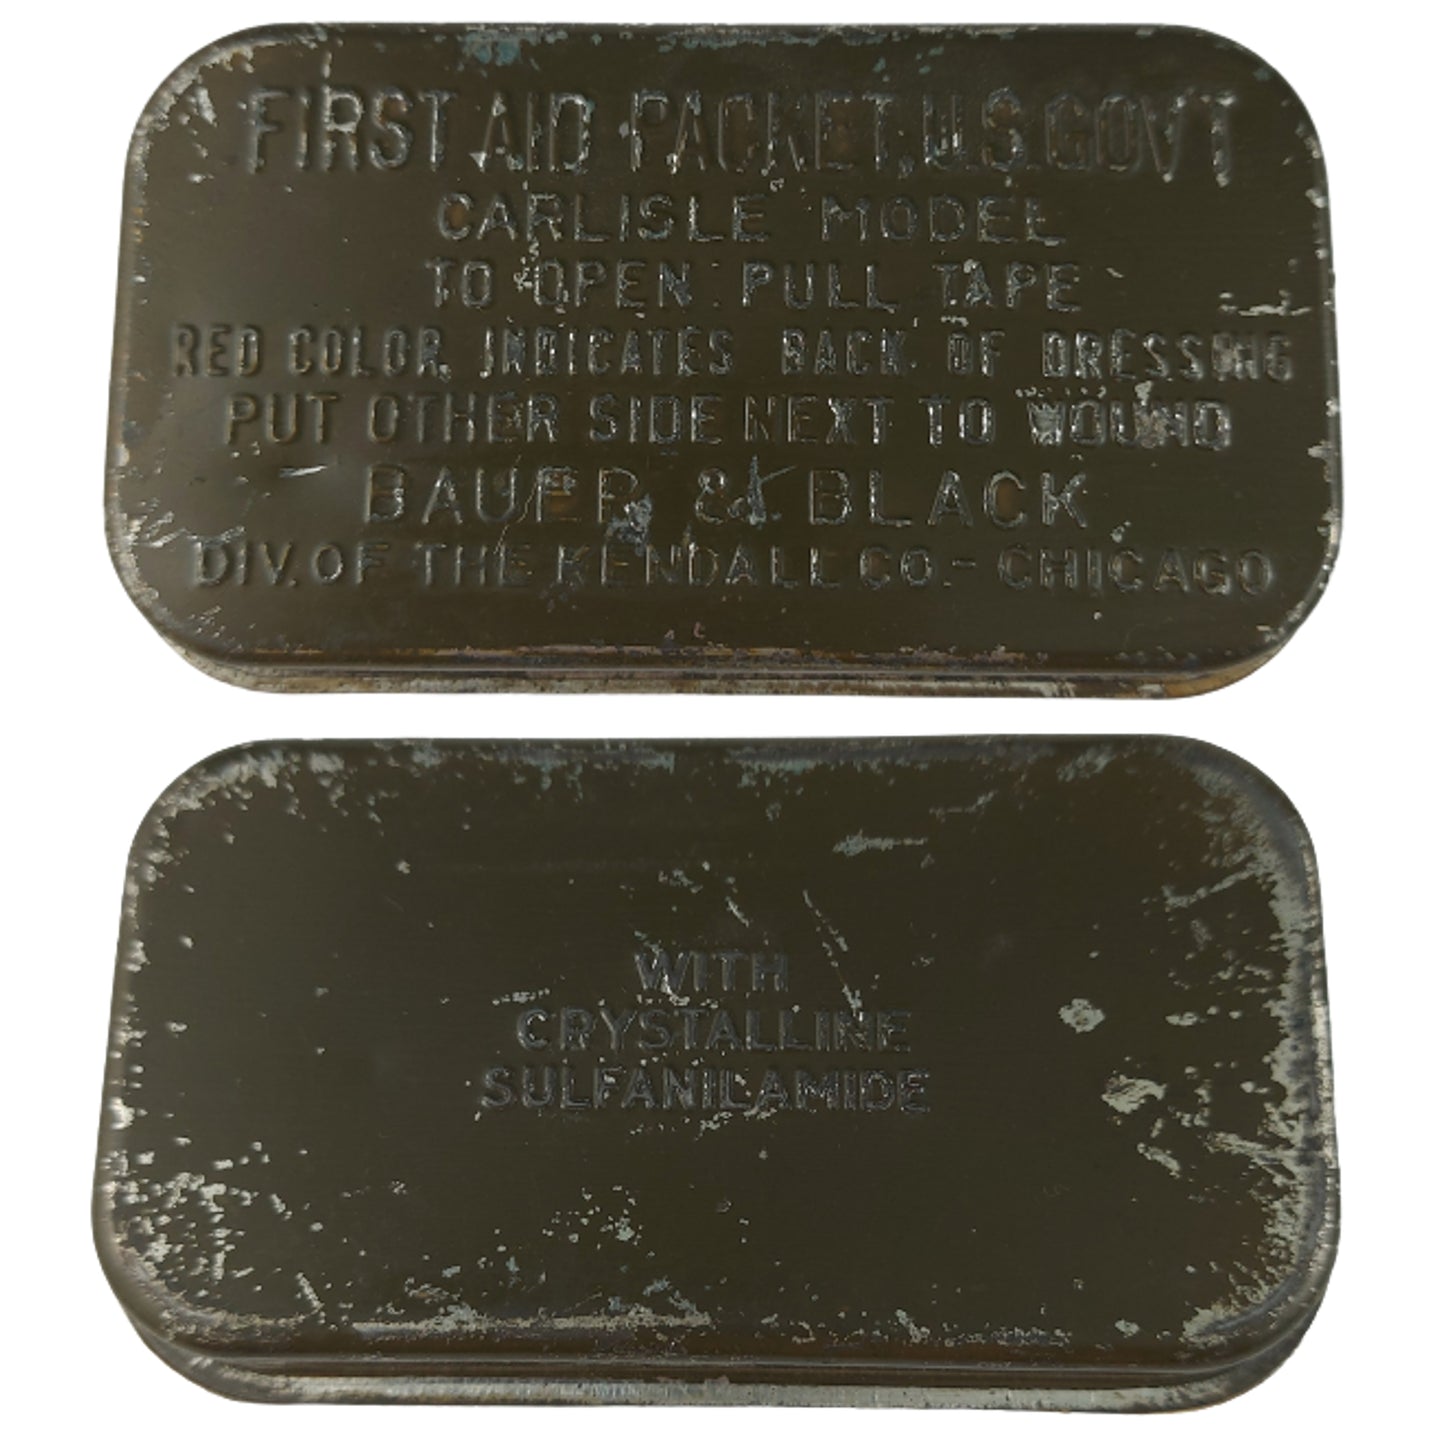 FIRST AID PACKET, U.S. GOVT
CARLISLE MODEL
TO OPEN PULL TAPE
RED COLOR INDICATES BACK OF DRESSING
PUT OTHER SIDE NEXT TO WOUND
BAUER & BLACK
DIV. OF THE KENDALL CO.- CHICAGO
WITH
CRYSTALLINE
SULFANILAMIDE